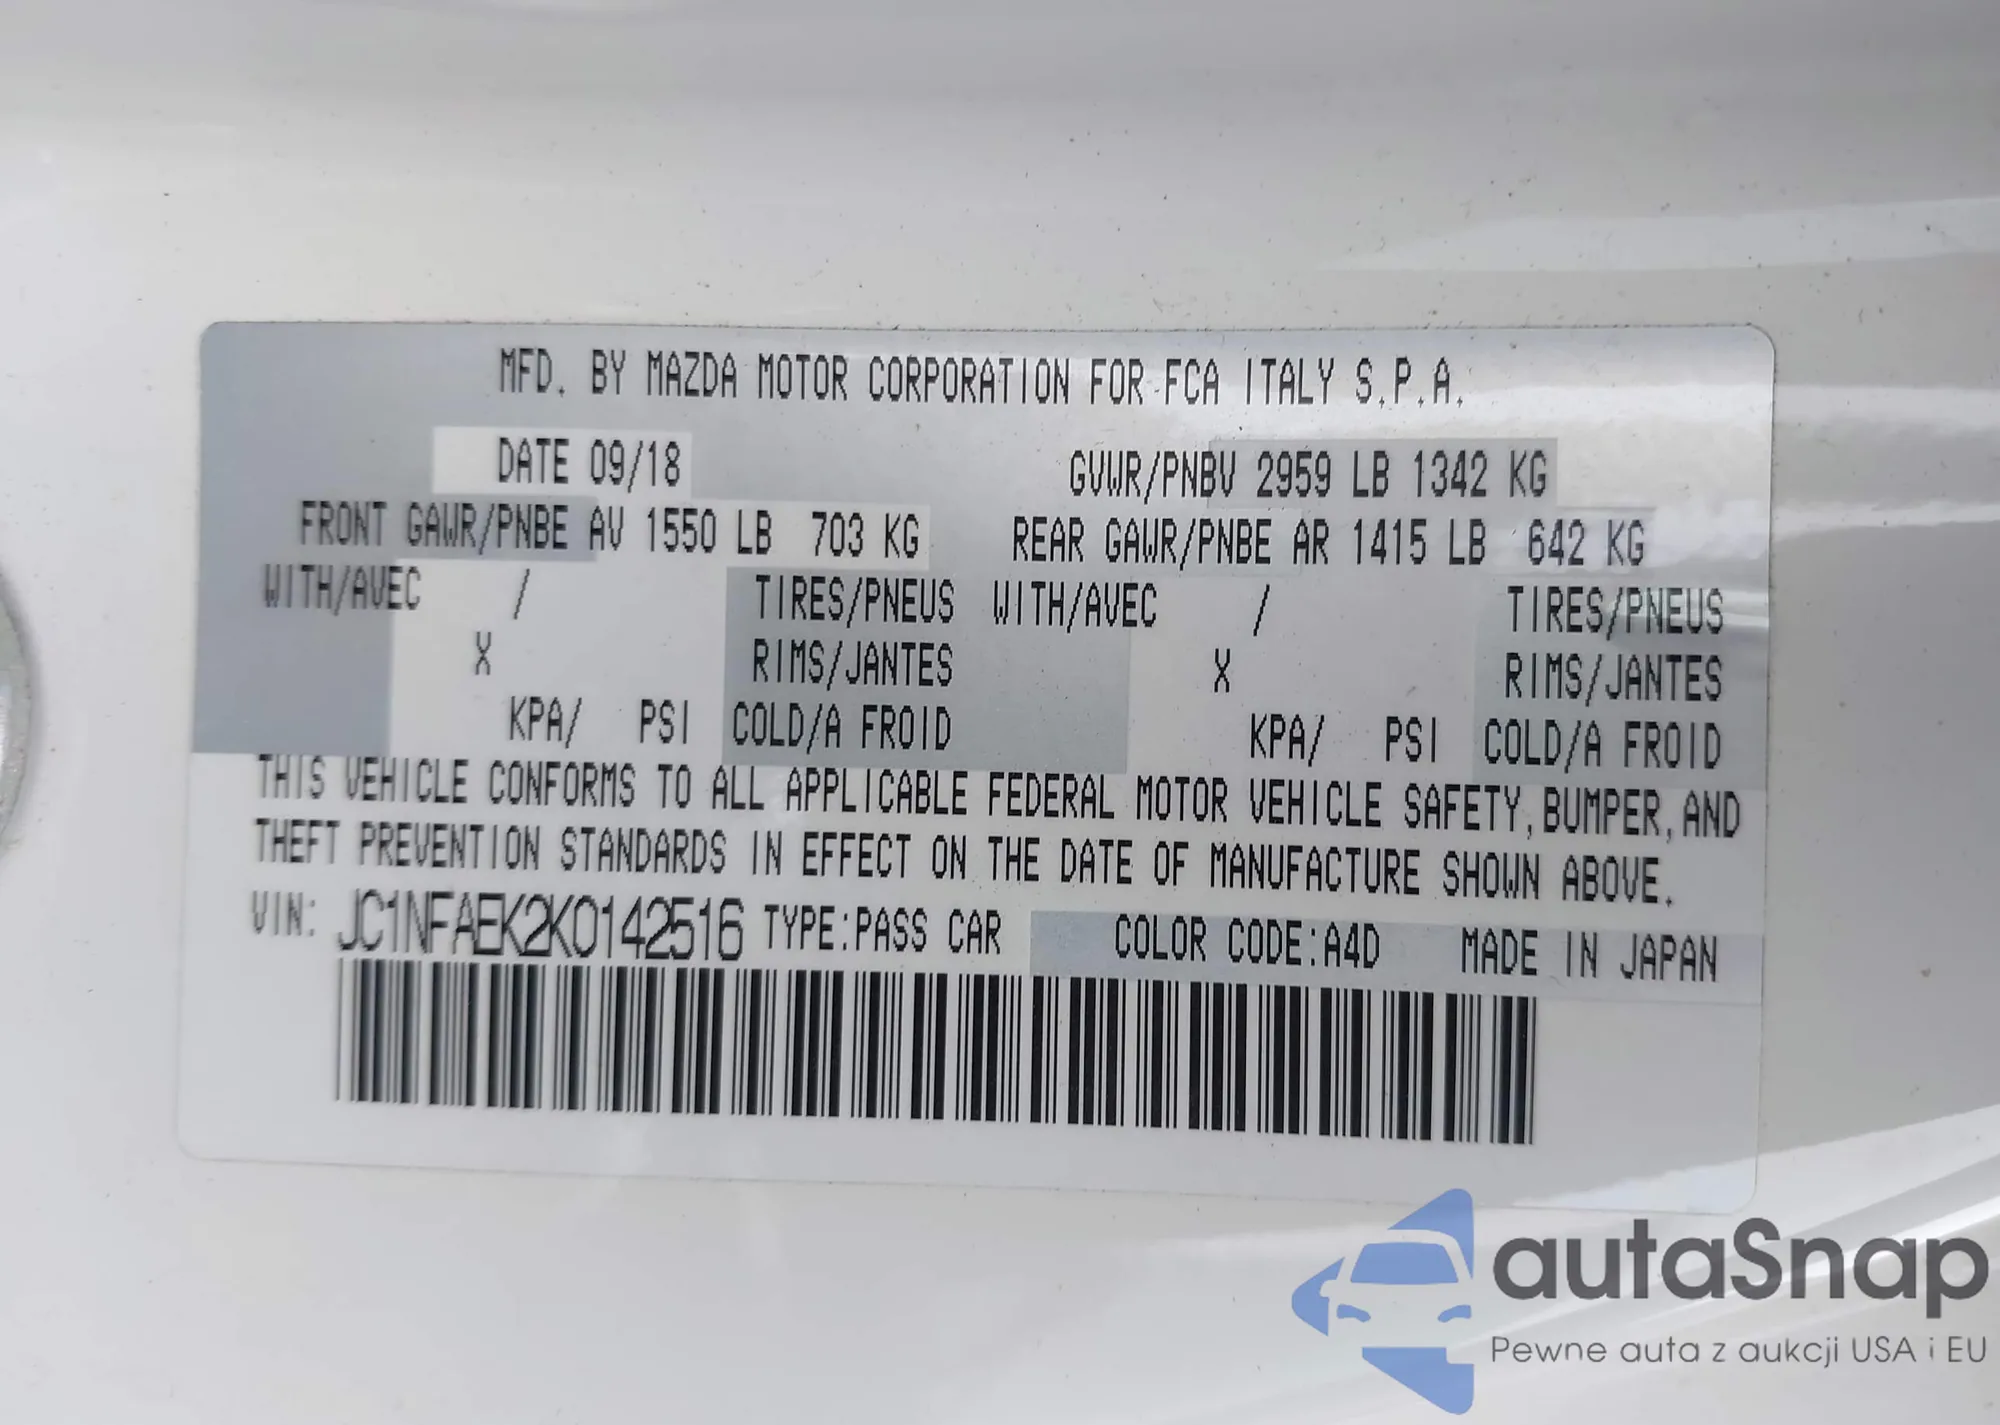 MFD. BY MAZDA MOTOR CORPORATION FOR FCA ITALY S.P.A.
DATE 09/18 GVWR/PNBV 2959 LB 1342 KG
FRONT GAWR/PNBE AV 1550 LB 703 KG REAR GAWR/PNBE AR 1415 LB 642 KG
WITH/AVEC / TIRES/PNEUS WITH/AVEC / TIRES/PNEUS
X RIMS/JANTES X RIMS/JANTES
KPA/ PSI COLD/A FROID KPA/ PSI COLD/A FROID
THIS VEHICLE CONFORMS TO ALL APPLICABLE FEDERAL MOTOR VEHICLE SAFETY, BUMPER, AND
THEFT PREVENTION STANDARDS IN EFFECT ON THE DATE OF MANUFACTURE SHOWN ABOVE.
VIN: JC1NFAEK2K0142516 TYPE:PASS CAR COLOR CODE:A4D MADE IN JAPAN
autaSnap
Pewne auta z aukcji USA i EU